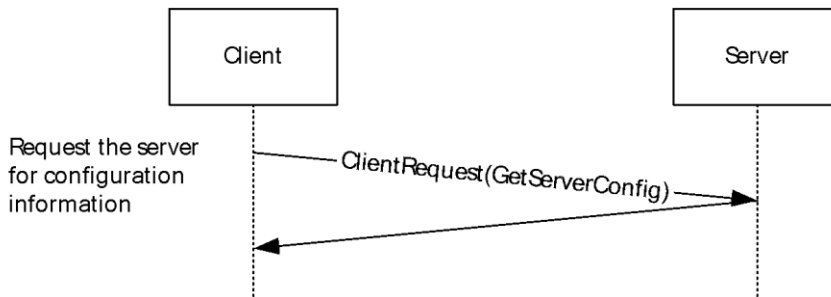 Client
Server
Request the server
for configuration
information
ClientRequest(GetServerConfig)